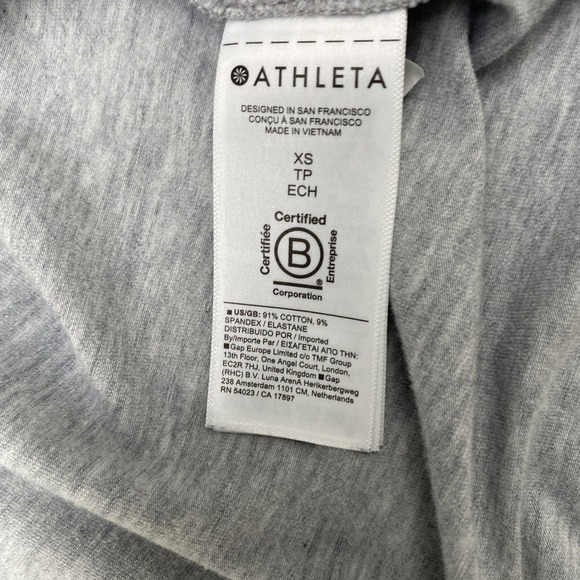 ATHLETA
DESIGNED IN SAN FRANCISCO
CONÇU À SAN FRANCISCO
MADE IN VIETNAM
XS
TP
ECH
Certified
Certifiée
B
Entreprise
®
Corporation
■ US/GB: 91% COTTON, 9%
SPANDEX / ELASTANE
DISTRIBUIDO POR / Imported
By/Importe Par / ΕΙΣΑΓΕΤΑΙ ΑΠΟ ΤΗΝ:
■ Gap Europe Limited c/o TMF Group
13th Floor, One Angel Court, London,
EC2R 7HJ, United Kingdom ■ Gap
(RHC) B.V. Luna ArenA Herikerbergweg
238 Amsterdam 1101 CM, Netherlands
RN 54023 / CA 17897